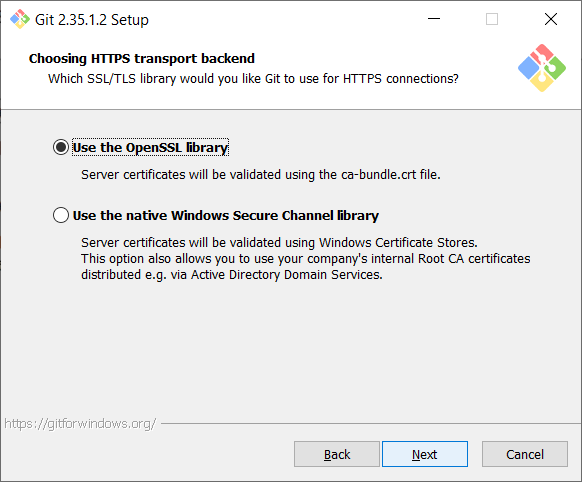 Git 2.35.1.2 Setup
Choosing HTTPS transport backend
Which SSL/TLS library would you like Git to use for HTTPS connections?
Use the OpenSSL library
Server certificates will be validated using the ca-bundle.crt file.
Use the native Windows Secure Channel library
Server certificates will be validated using Windows Certificate Stores.
This option also allows you to use your company's internal Root CA certificates
distributed e.g. via Active Directory Domain Services.
https://gitforwindows.org/
Back Next Cancel